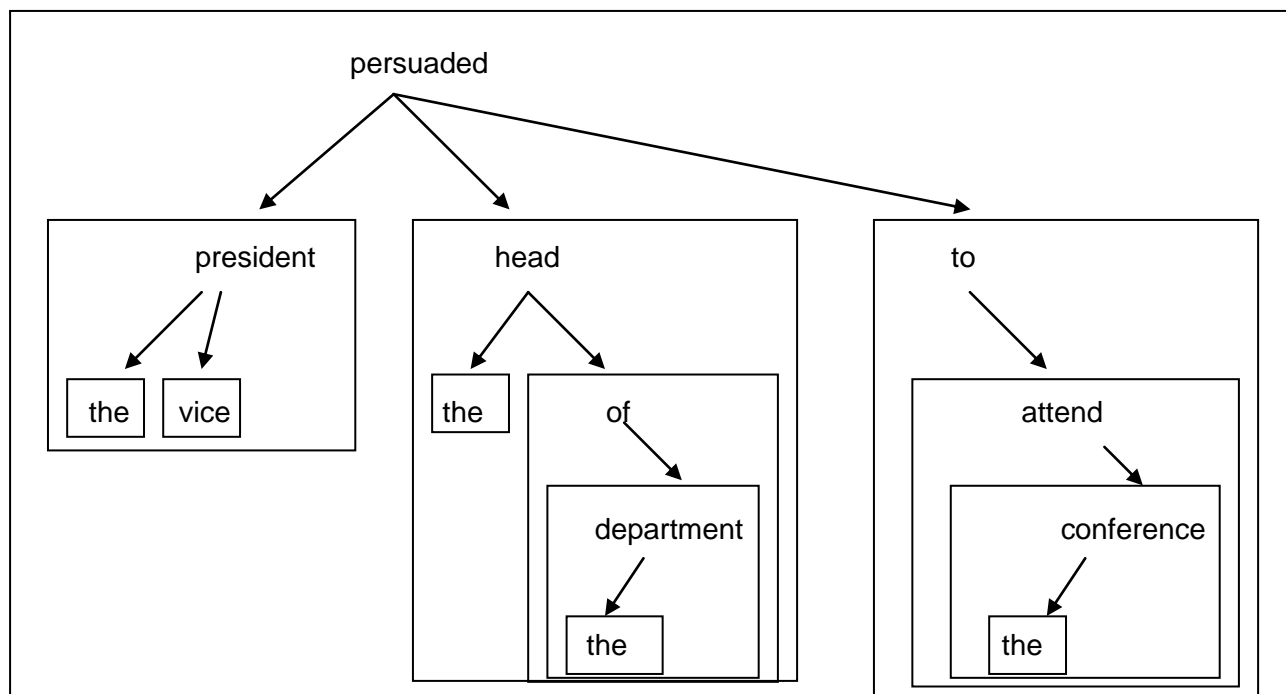 persuaded
president head to
the vice the of attend
department conference
the the